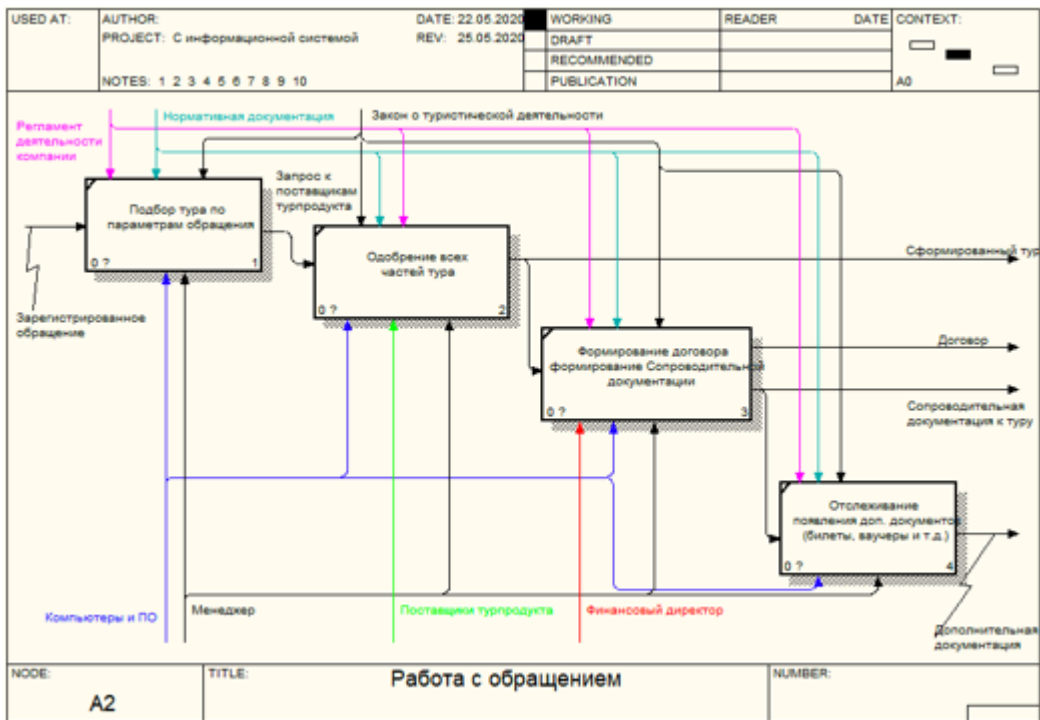 USED AT:
AUTHOR:
DATE: 22.05.2020
WORKING
READER
DATE
CONTEXT:
PROJECT: С информационной системой
REV: 25.05.2020
DRAFT
RECOMMENDED
NOTES: 1 2 3 4 5 6 7 8 9 10
PUBLICATION
A0
Регламент
деятельности
компании
Нормативная документация
Закон о туристической деятельности
Запрос к
поставщикам
турпродукта
Подбор тура по
параметрам обращения
0 ?
1
Одобрение всех
частей тура
0 ?
2
Сформированный тур
Зарегистрированное
обращение
Формирование договора
формирование Сопроводительной
документации
0 ?
3
Договор
Сопроводительная
документация к туру
Отслеживание
появления доп. документов
(билеты, ваучеры и т.д.)
0 ?
4
Компьютеры и ПО
Менеджер
Поставщики турпродукта
Финансовый директор
Дополнительная
документация
NODE:
TITLE:
NUMBER:
A2
Работа с обращением